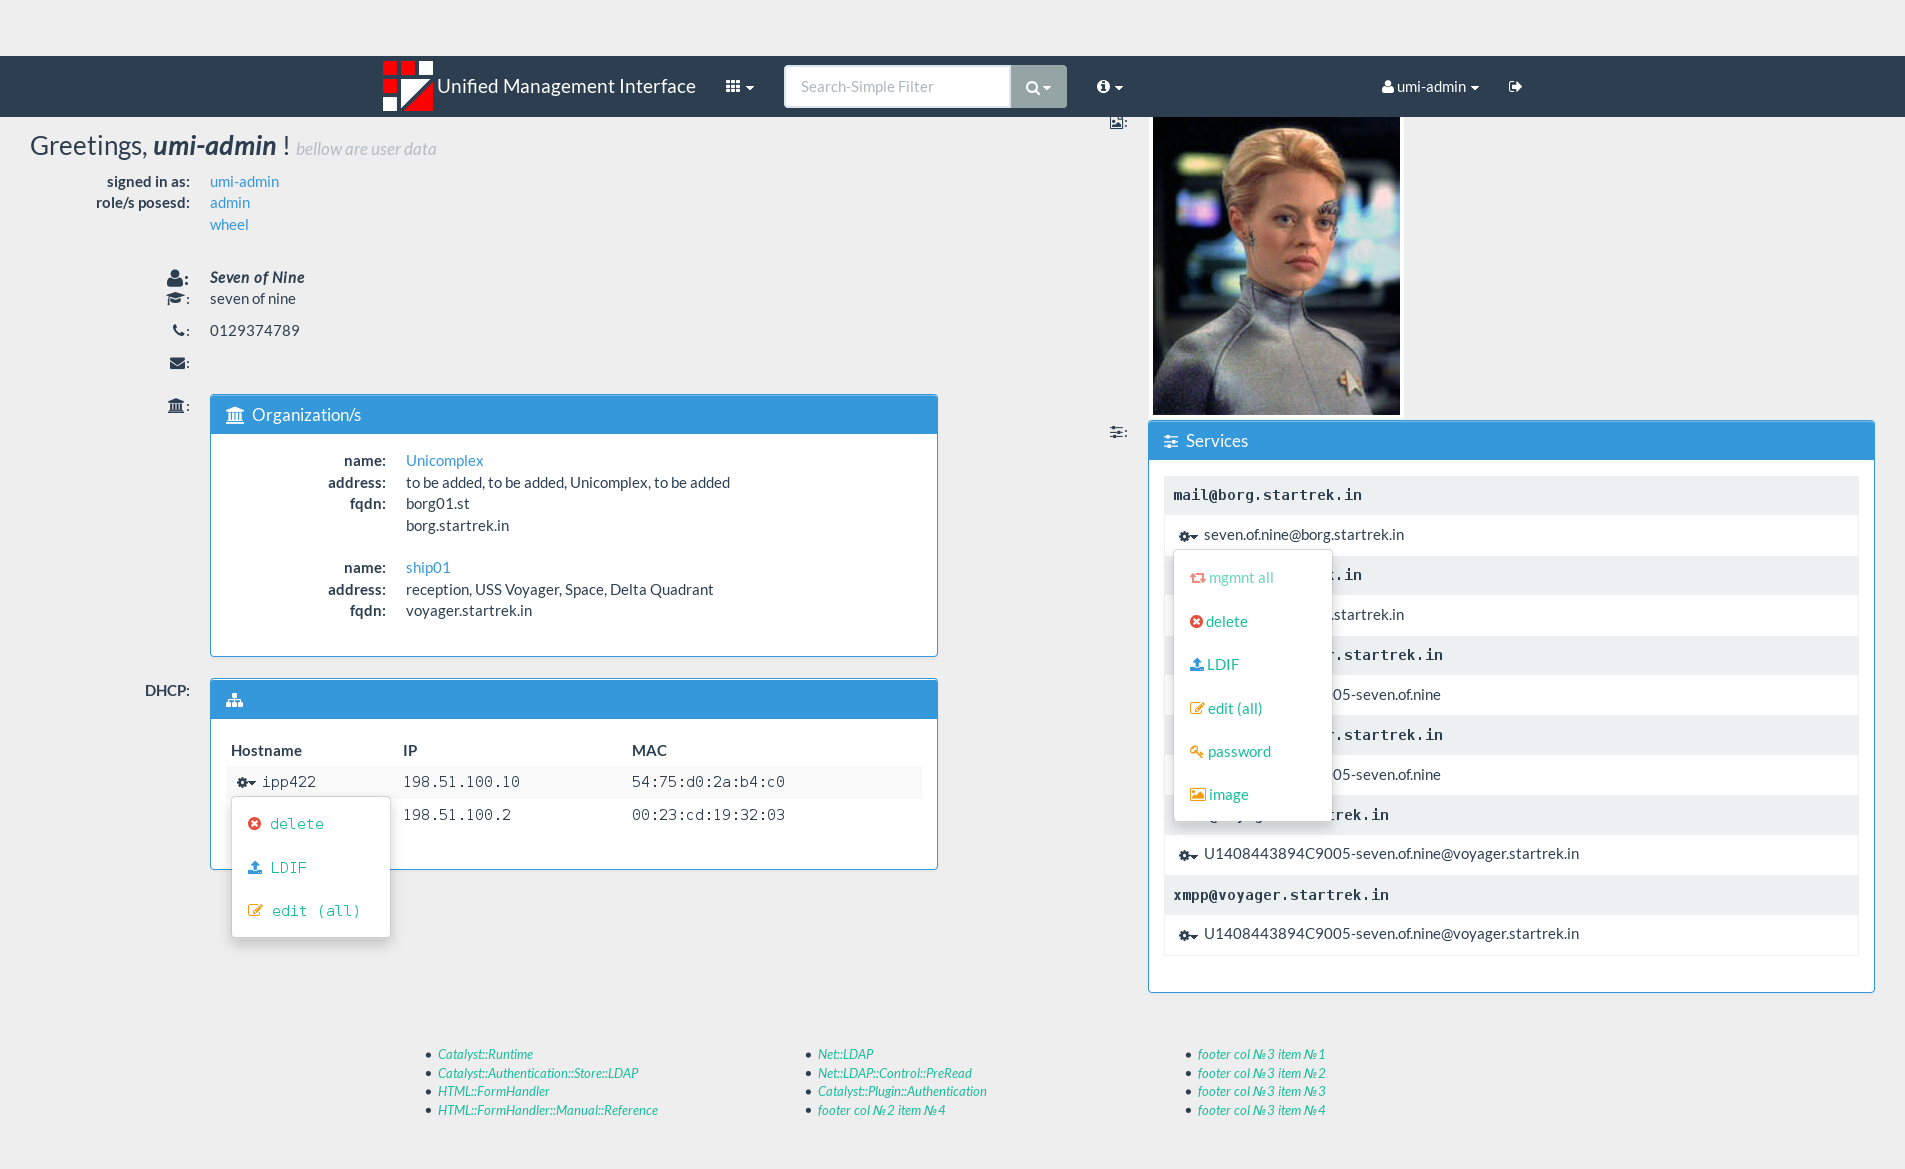 Unified Management Interface
Search-Simple Filter
umi-admin
Greetings, umi-admin ! bellow are user data
signed in as: umi-admin
role/s posesd: admin
wheel
: Seven of Nine
: seven of nine
: 0129374789
:
:
Organization/s
name: Unicomplex
address: to be added, to be added, Unicomplex, to be added
fqdn: borg01.st
borg.startrek.in
name: ship01
address: reception, USS Voyager, Space, Delta Quadrant
fqdn: voyager.startrek.in
DHCP:
Hostname IP MAC
ipp422 198.51.100.10 54:75:d0:2a:b4:c0
198.51.100.2 00:23:cd:19:32:03
delete
LDIF
edit (all)
:
:
Services
mail@borg.startrek.in
seven.of.nine@borg.startrek.in
.in
.startrek.in
.startrek.in
05-seven.of.nine
.startrek.in
05-seven.of.nine
trek.in
U1408443894C9005-seven.of.nine@voyager.startrek.in
xmpp@voyager.startrek.in
U1408443894C9005-seven.of.nine@voyager.startrek.in
mgmnt all
delete
LDIF
edit (all)
password
image
• Catalyst::Runtime
• Catalyst::Authentication::Store::LDAP
• HTML::FormHandler
• HTML::FormHandler::Manual::Reference
• Net::LDAP
• Net::LDAP::Control::PreRead
• Catalyst::Plugin::Authentication
• footer col №2 item №4
• footer col №3 item №1
• footer col №3 item №2
• footer col №3 item №3
• footer col №3 item №4